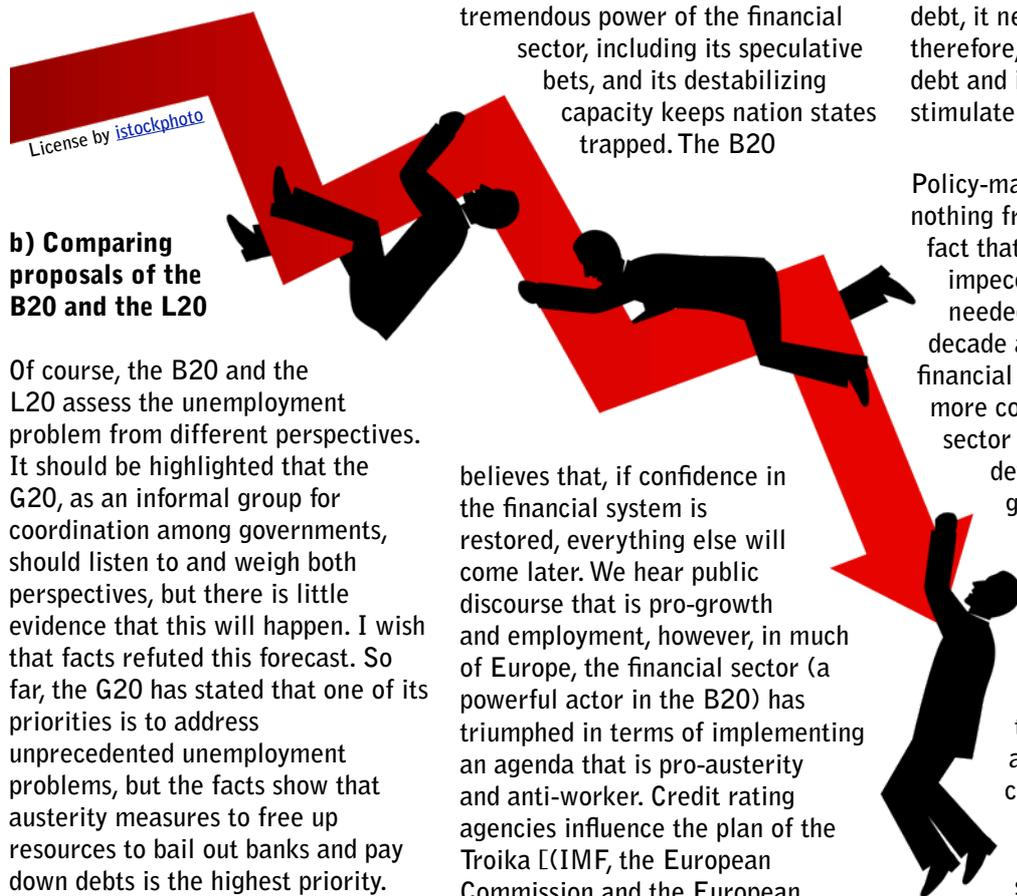 License by istockphoto
b) Comparing
proposals of the
B20 and the L20
Of course, the B20 and the
L20 assess the unemployment
problem from different perspectives.
It should be highlighted that the
G20, as an informal group for
coordination among governments,
should listen to and weigh both
perspectives, but there is little
evidence that this will happen. I wish
that facts refuted this forecast. So
far, the G20 has stated that one of its
priorities is to address
unprecedented unemployment
problems, but the facts show that
austerity measures to free up
resources to bail out banks and pay
down debts is the highest priority.
tremendous power of the financial
sector, including its speculative
bets, and its destabilizing
capacity keeps nation states
trapped. The B20
believes that, if confidence in
the financial system is
restored, everything else will
come later. We hear public
discourse that is pro-growth
and employment, however, in much
of Europe, the financial sector (a
powerful actor in the B20) has
triumphed in terms of implementing
an agenda that is pro-austerity
and anti-worker. Credit rating
agencies influence the plan of the
Troika [(IMF, the European
Commission and the European
debt, it ne
therefore,
debt and i
stimulate
Policy-ma
nothing fr
fact that
impecc
needed
decade a
financial
more co
sector
de
g
t
a
c